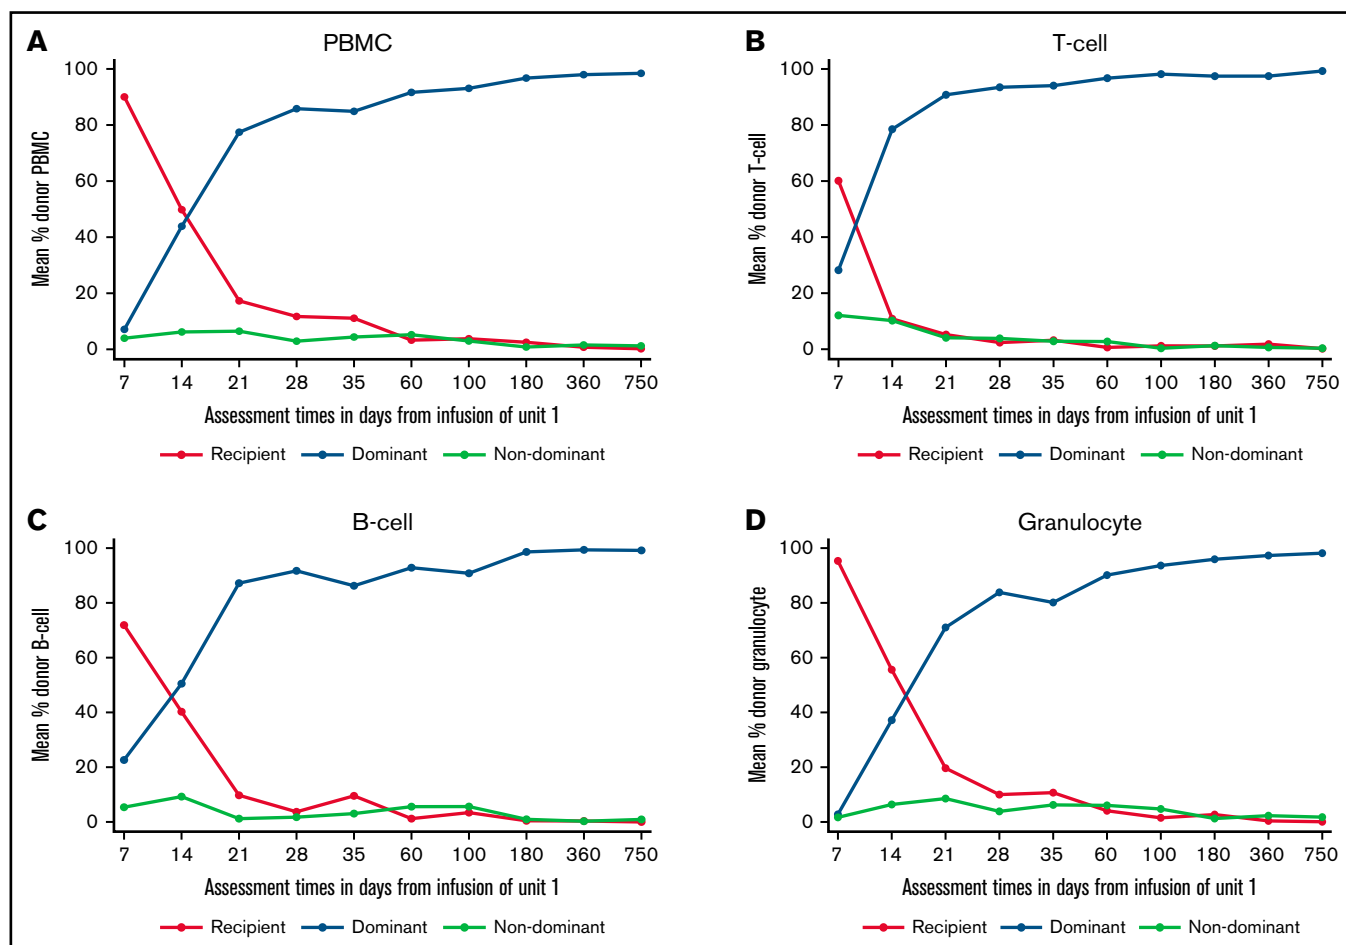 A
PBMC
Mean % donor PBMC
100
80
60
40
20
0
7 14 21 28 35 60 100 180 360 750
Assessment times in days from infusion of unit 1
Recipient Dominant Non-dominant
B
T-cell
Mean % donor T-cell
100
80
60
40
20
0
7 14 21 28 35 60 100 180 360 750
Assessment times in days from infusion of unit 1
Recipient Dominant Non-dominant
C
B-cell
Mean % donor B-cell
100
80
60
40
20
0
7 14 21 28 35 60 100 180 360 750
Assessment times in days from infusion of unit 1
Recipient Dominant Non-dominant
D
Granulocyte
Mean % donor granulocyte
100
80
60
40
20
0
7 14 21 28 35 60 100 180 360 750
Assessment times in days from infusion of unit 1
Recipient Dominant Non-dominant